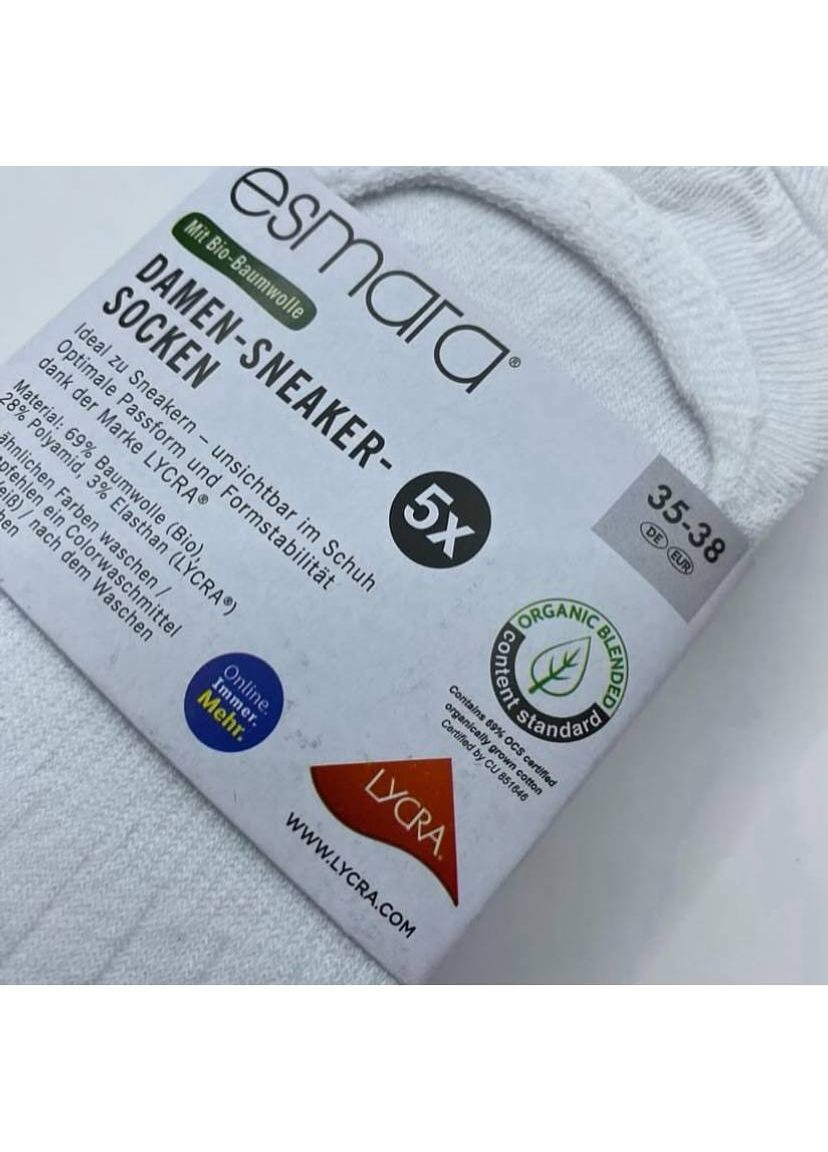 esmara®
Mit Bio-Baumwolle
DAMEN-SNEAKER-
SOCKEN
5x
Ideal zu Sneakern – unsichtbar im Schuh
Optimale Passform und Formstabilität
dank der Marke LYCRA®
Material: 69% Baumwolle (Bio),
28% Polyamid, 3% Elasthan (LYCRA®)
ähnlichen Farben waschen /
ein Colorwaschmittel
/ nach dem Waschen
35-38
DE EUR
ORGANIC BLENDED
content standard
Contains 69% OCS certified
organically grown cotton
Certified by CU 851646
Online.
Immer.
Mehr.
LYCRA®
WWW.LYCRA.COM